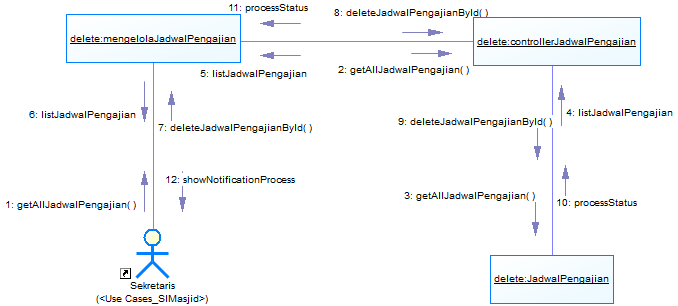 11: processStatus
8: deleteJadwalPengajianById( )
delete:mengelolaJadwalPengajian
delete:controllerJadwalPengajian
5: listJadwalPengajian
2: getAllJadwalPengajian( )
6: listJadwalPengajian
7: deleteJadwalPengajianById( )
4: listJadwalPengajian
9: deleteJadwalPengajianById( )
12: showNotificationProcess
1: getAllJadwalPengajian( )
3: getAllJadwalPengajian( )
10: processStatus
Sekretaris
(<Use Cases_SIMasjid>)
delete:JadwalPengajian